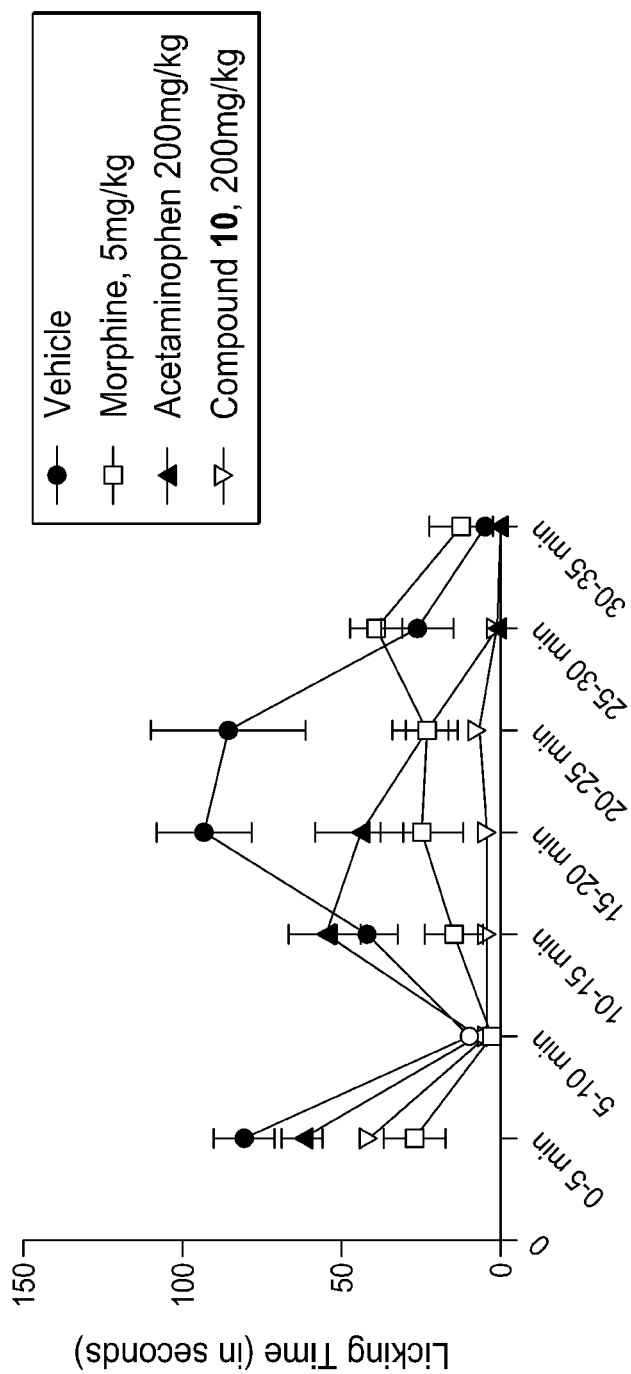 Vehicle
Morphine, 5mg/kg
Acetaminophen 200mg/kg
Compound 10, 200mg/kg
Licking Time (in seconds)
150
100
50
0
0
0-5 min
5-10 min
10-15 min
15-20 min
20-25 min
25-30 min
30-35 min